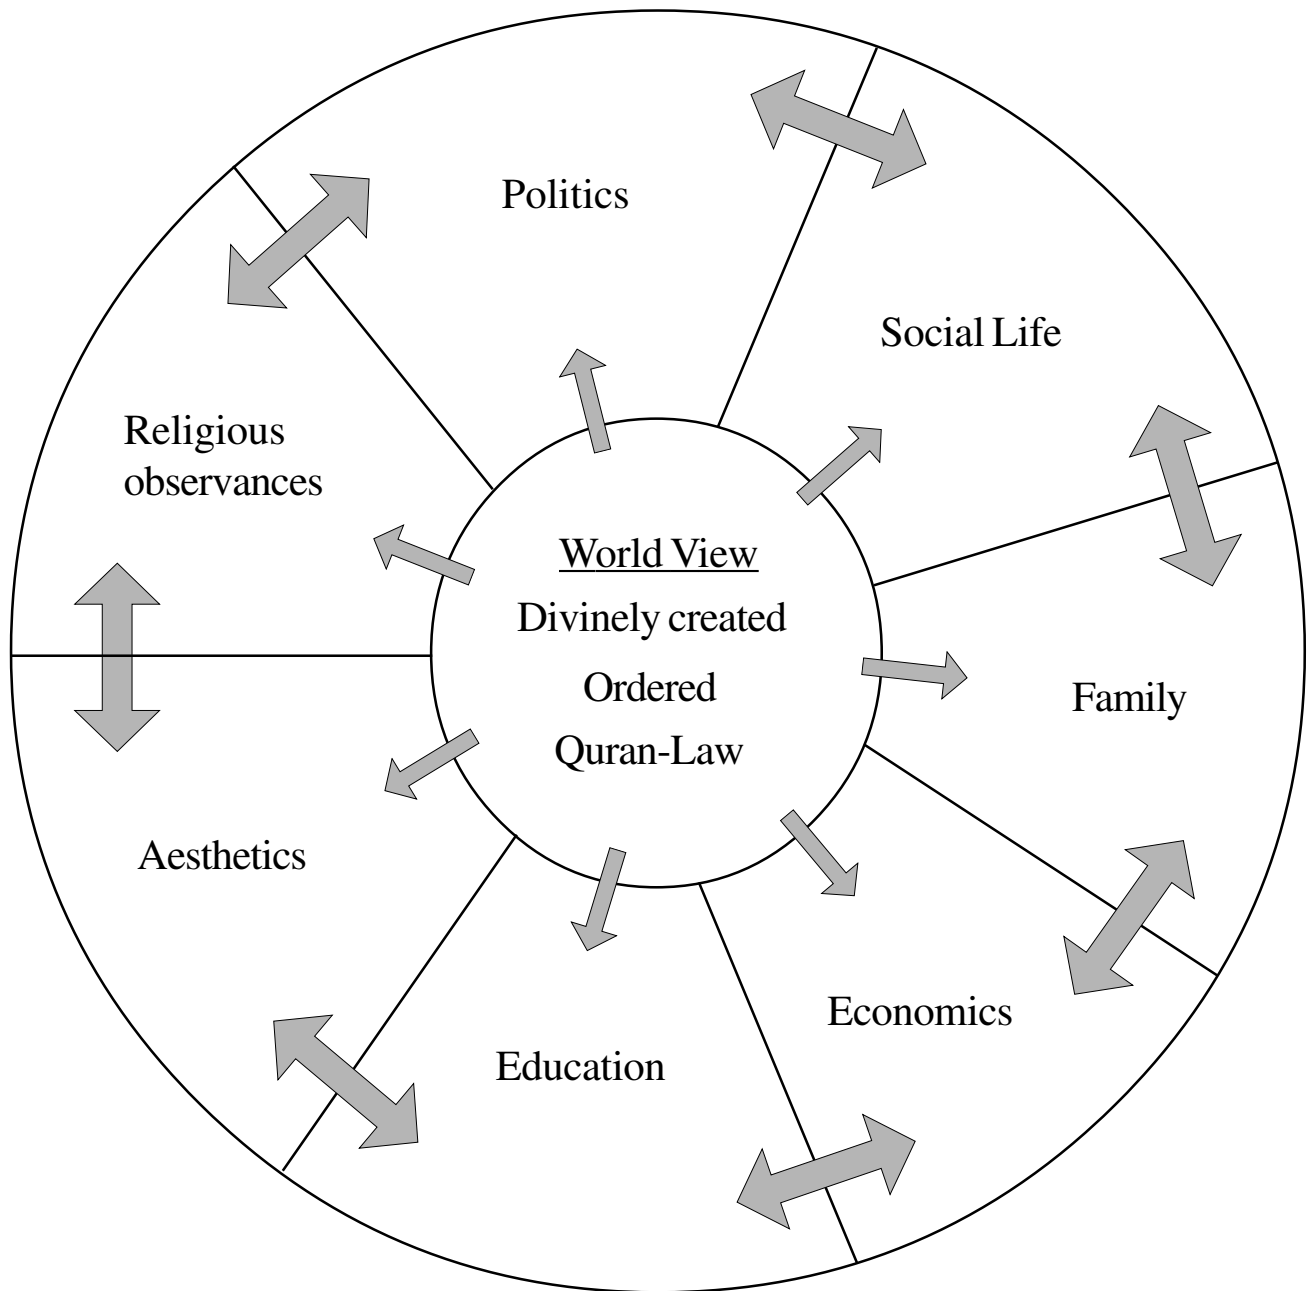 Politics
Social Life
Religious
observances
World View
Divinely created
Ordered
Quran-Law
Family
Aesthetics
Economics
Education